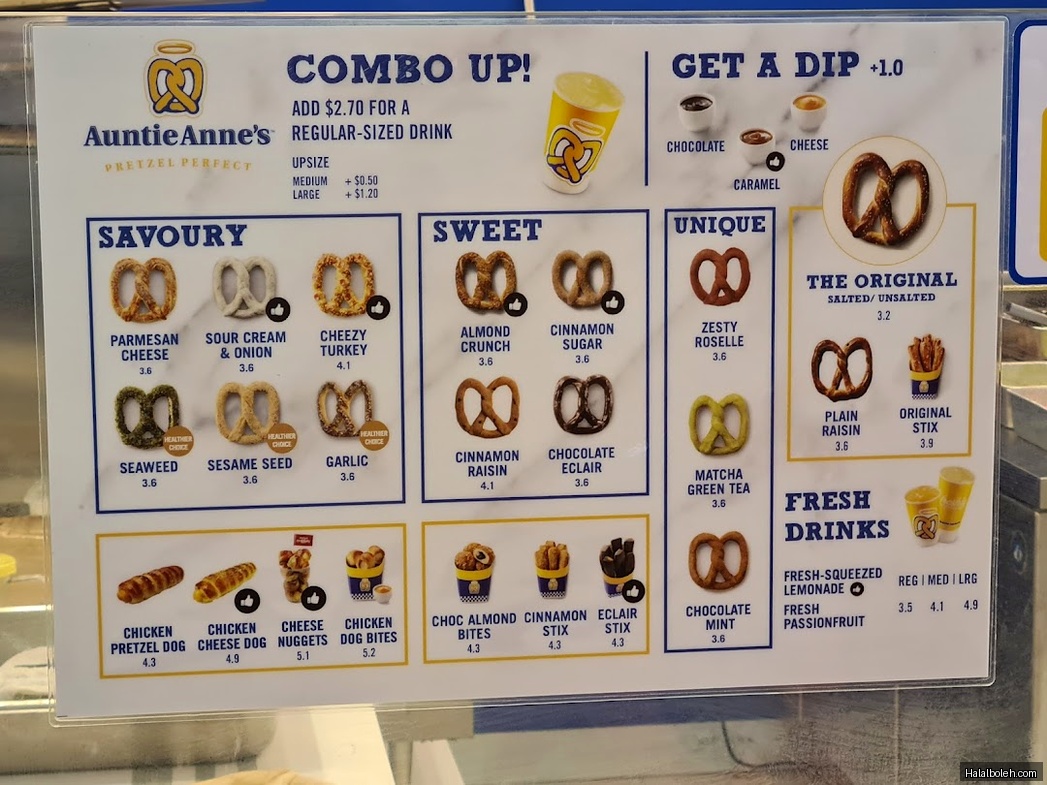 AuntieAnne's
PRETZEL PERFECT
COMBO UP!
ADD $2.70 FOR A
REGULAR-SIZED DRINK
UPSIZE
MEDIUM + $0.50
LARGE + $1.20
GET A DIP +1.0
CHOCOLATE
CARAMEL
CHEESE
SAVOURY
PARMESAN
CHEESE
3.6
SOUR CREAM
& ONION
3.6
CHEEZY
TURKEY
4.1
SEAWEED
3.6
HEALTHIER
CHOICE
SESAME SEED
3.6
HEALTHIER
CHOICE
GARLIC
3.6
HEALTHIER
CHOICE
SWEET
ALMOND
CRUNCH
3.6
CINNAMON
SUGAR
3.6
CINNAMON
RAISIN
4.1
CHOCOLATE
ECLAIR
3.6
UNIQUE
ZESTY
ROSELLE
3.6
MATCHA
GREEN TEA
3.6
CHOCOLATE
MINT
3.6
THE ORIGINAL
SALTED/ UNSALTED
3.2
PLAIN
RAISIN
3.6
ORIGINAL
STIX
3.9
CHICKEN
PRETZEL DOG
4.3
CHICKEN
CHEESE DOG
4.9
CHEESE
NUGGETS
5.1
CHICKEN
DOG BITES
5.2
CHOC ALMOND
BITES
4.3
CINNAMON
STIX
4.3
ECLAIR
STIX
4.3
FRESH
DRINKS
REG | MED | LRG
FRESH-SQUEEZED
LEMONADE
FRESH
PASSIONFRUIT
3.5 4.1 4.9
Halalboleh.com